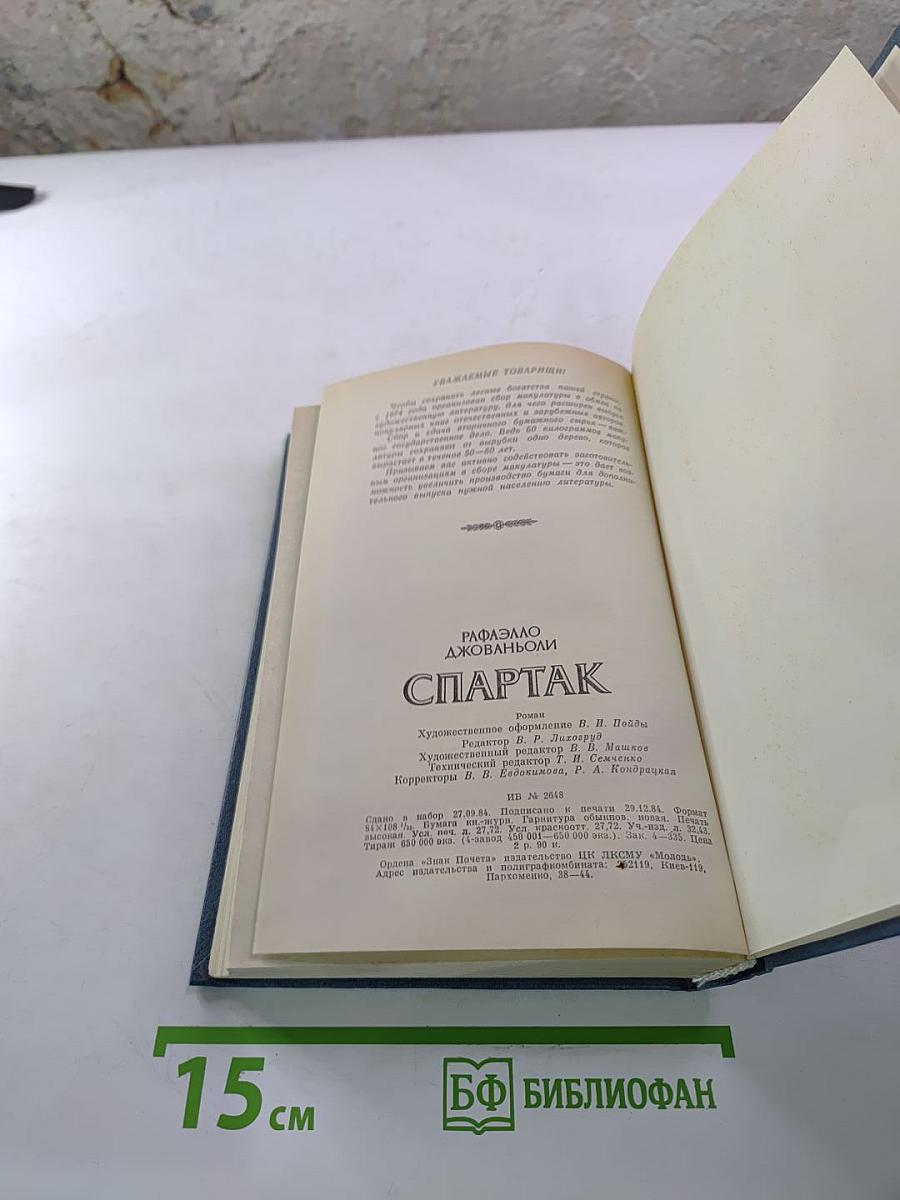 УВАЖАЕМЫЕ ТОВАРИЩИ!
Чтобы сохранить лесные богатства нашей страны,
с 1974 года организован сбор макулатуры в обмен на
художественную литературу, для чего расширен выпуск
популярных книг отечественных и зарубежных авторов.
Сбор и сдача вторичного бумажного сырья — важ-
ное государственное дело. Ведь 60 килограммов маку-
латуры сохраняют от вырубки одно дерево, которое
вырастает в течение 50—80 лет.
Призываем вас активно содействовать заготовитель-
ным организациям в сборе макулатуры — это дает воз-
можность увеличить производство бумаги для дополни-
тельного выпуска нужной населению литературы.
РАФАЭЛЛО
ДЖОВАНЬОЛИ
СПАРТАК
Роман
Художественное оформление В. И. Пойды
Редактор В. Р. Лихогруд
Художественный редактор В. В. Машков
Технический редактор Т. И. Семченко
Корректоры В. В. Евдокимова, Р. А. Кондрацкая
ИБ № 2648
Сдано в набор 27.09.84. Подписано к печати 29.12.84. Формат
84×108 1/32. Бумага кн.-журн. Гарнитура обыкнов. новая. Печать
высокая. Усл. печ. л. 27,72. Усл. краскоотт. 27,72. Уч.-изд. л. 32,43.
Тираж 650 000 экз. (4-завод 450 001—650 000 экз.). Зак. 4—335. Цена
2 р. 90 к.
Ордена «Знак Почета» издательство ЦК ЛКСМУ «Молодь».
Адрес издательства и полиграфкомбината: 252119, Киев-119,
Пархоменко, 38—44.
15 см
БФ БИБЛИОФАН